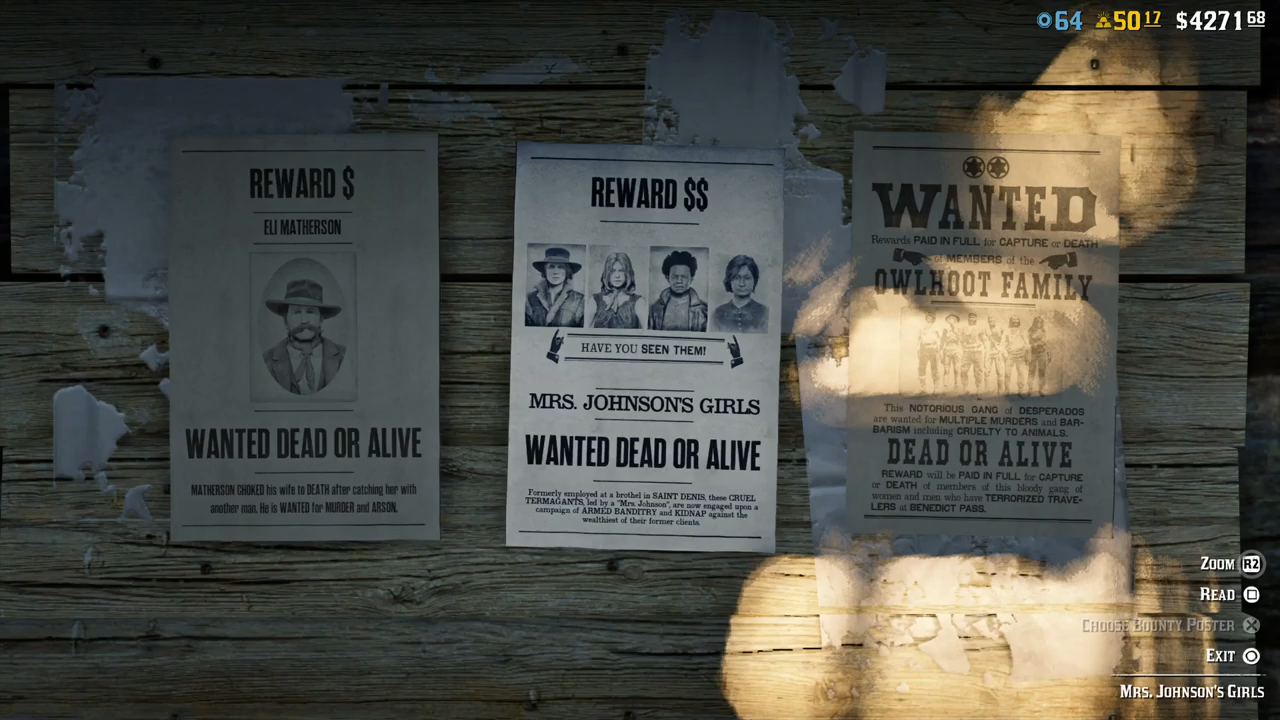 64 50 17 $4271 68
REWARD $
ELI MATHERSON
WANTED DEAD OR ALIVE
MATHERSON CHOKED his wife to DEATH after catching her with
another man. He is WANTED for MURDER and ARSON.
REWARD $$
HAVE YOU SEEN THEM!
MRS. JOHNSON'S GIRLS
WANTED DEAD OR ALIVE
Formerly employed at a brothel in SAINT DENIS, these CRUEL
TERMAGANTS, led by a "Mrs. Johnson", are now engaged upon a
campaign of ARMED BANDITRY and KIDNAP against the
wealthiest of their former clients.
WANTED
Rewards PAID IN FULL for CAPTURE or DEATH
of MEMBERS of the
OWLHOOT FAMILY
This NOTORIOUS GANG of DESPERADOS
are wanted for MULTIPLE MURDERS and BAR-
BARISM including CRUELTY TO ANIMALS.
DEAD OR ALIVE
REWARD will be PAID IN FULL for CAPTURE
or DEATH of members of this bloody gang of
women and men who have TERRORIZED TRAVE-
LERS at BENEDICT PASS.
ZOOM R2
READ
CHOOSE BOUNTY POSTER
EXIT
MRS. JOHNSON'S GIRLS